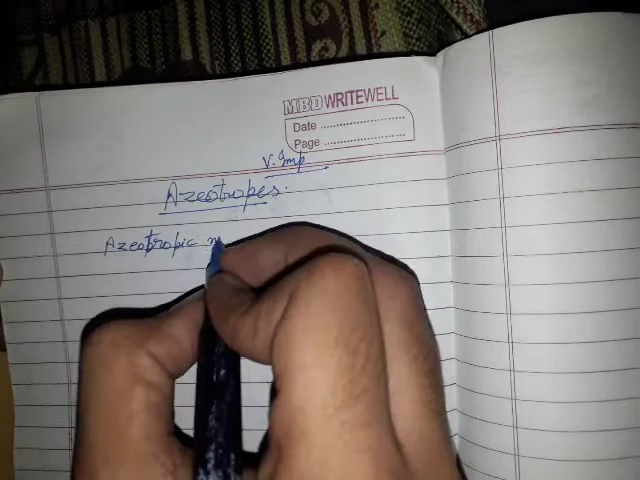 MBD WRITEWELL
Date ..............................
Page ..............................
V. Imp
Azeotropes.
Azeotropic